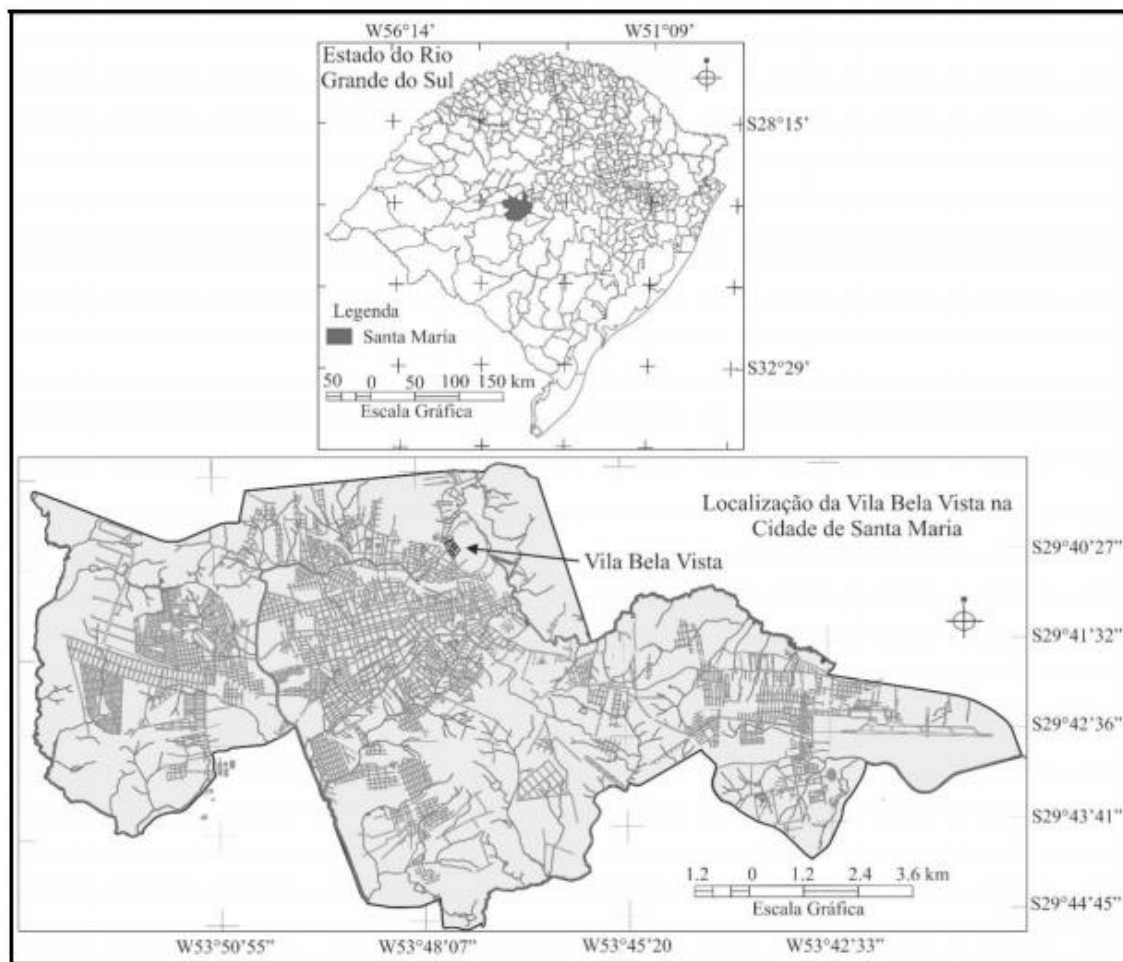 W56°14’ W51°09’
Estado do Rio
Grande do Sul
S28°15’
Legenda
Santa Maria
S32°29’
50 0 50 100 150 km
Escala Gráfica
Localização da Vila Bela Vista na
Cidade de Santa Maria
S29°40’27”
Vila Bela Vista
S29°41’32”
S29°42’36”
S29°43’41”
1.2 0 1.2 2.4 3.6 km
Escala Gráfica
S29°44’45”
W53°50’55” W53°48’07” W53°45’20” W53°42’33”